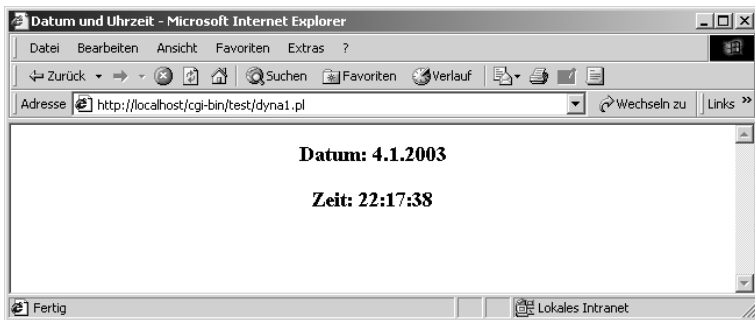 Datum und Uhrzeit - Microsoft Internet Explorer
Datei Bearbeiten Ansicht Favoriten Extras ?
Zurück Suchen Favoriten Verlauf
Adresse http://localhost/cgi-bin/test/dyna1.pl Wechseln zu Links »
Datum: 4.1.2003
Zeit: 22:17:38
Fertig Lokales Intranet